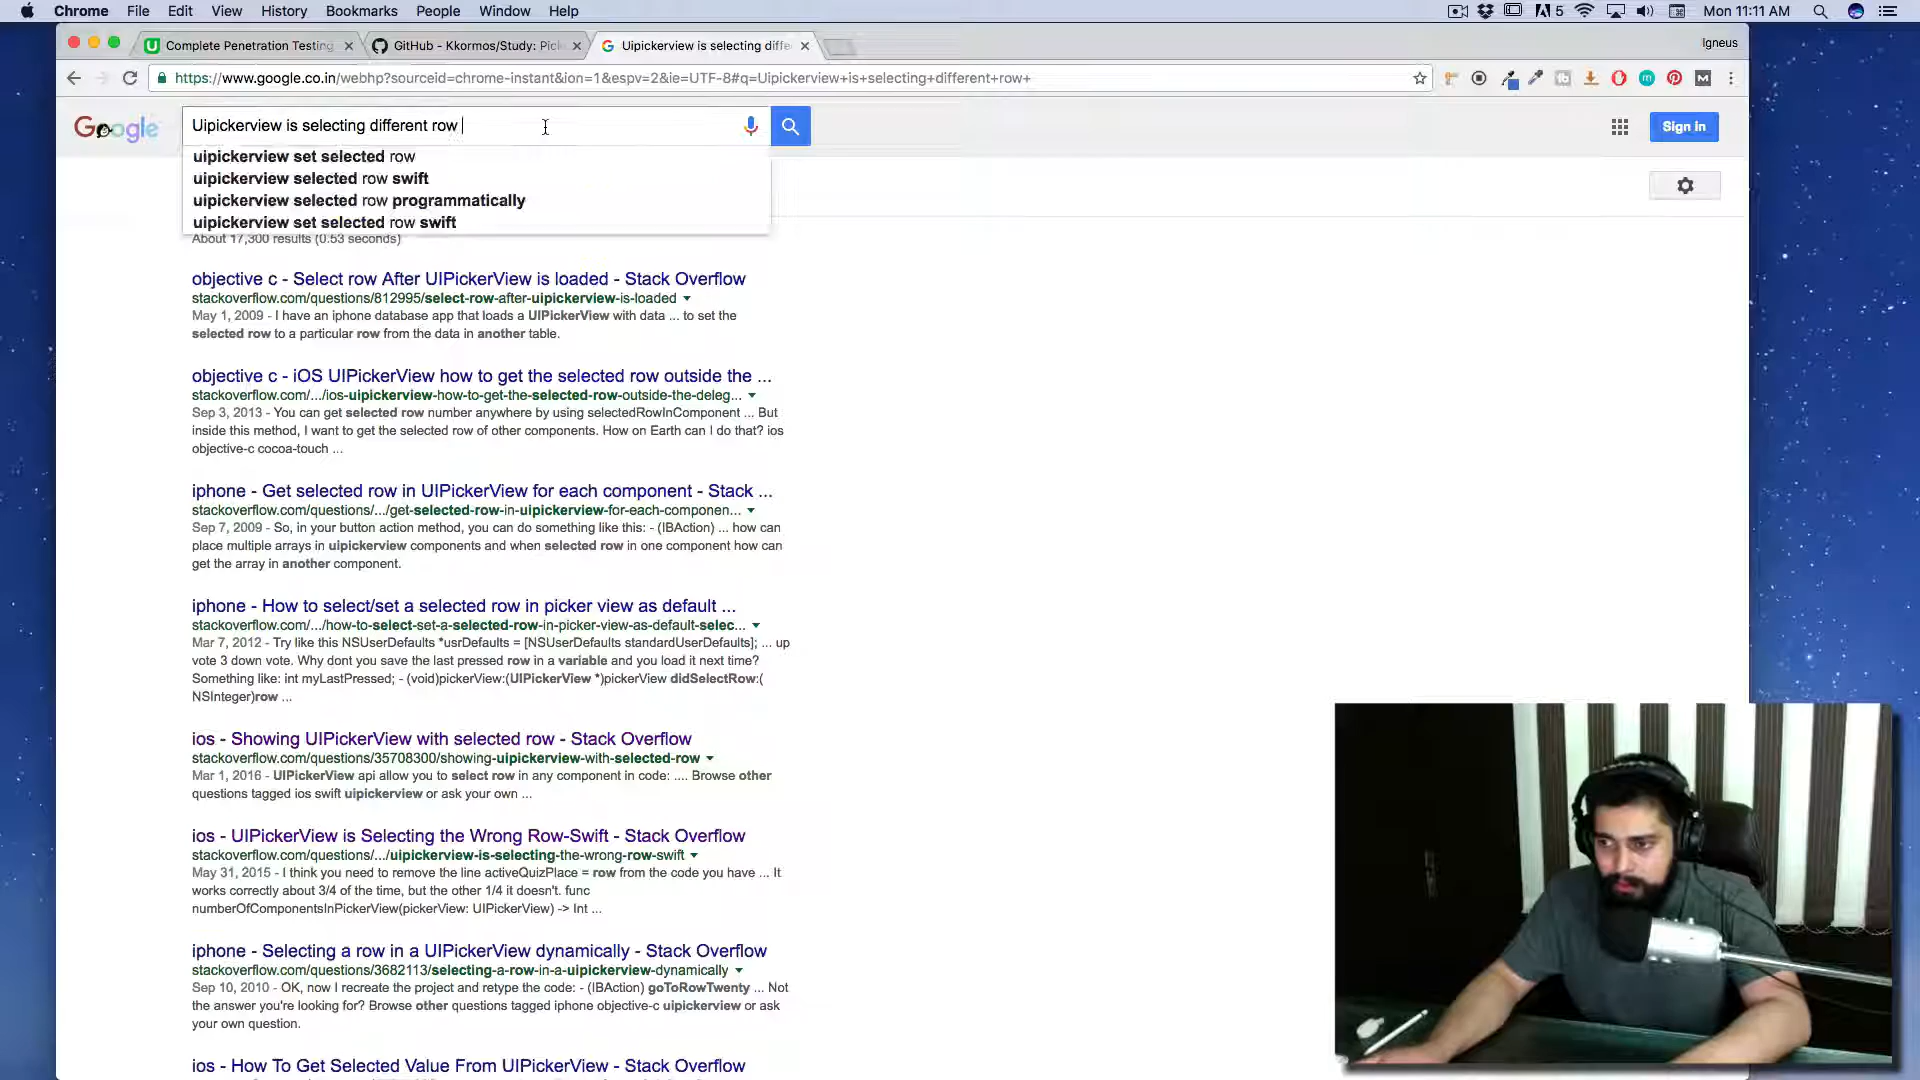 Chrome File Edit View History Bookmarks People Window Help
5 Mon 11:11 AM
Complete Penetration Testing
GitHub - Kkormos/Study: Pick
Uipickerview is selecting diffe
Igneus
https://www.google.co.in/webhp?sourceid=chrome-instant&ion=1&espv=2&ie=UTF-8#q=Uipickerview+is+selecting+different+row+
Google
Uipickerview is selecting different row
Sign in
uipickerview set selected row
uipickerview selected row swift
uipickerview selected row programmatically
uipickerview set selected row swift
About 17,300 results (0.53 seconds)
objective c - Select row After UIPickerView is loaded - Stack Overflow
stackoverflow.com/questions/812995/select-row-after-uipickerview-is-loaded
May 1, 2009 - I have an iphone database app that loads a UIPickerView with data ... to set the
selected row to a particular row from the data in another table.
objective c - iOS UIPickerView how to get the selected row outside the ...
stackoverflow.com/.../ios-uipickerview-how-to-get-the-selected-row-outside-the-deleg...
Sep 3, 2013 - You can get selected row number anywhere by using selectedRowInComponent ... But
inside this method, I want to get the selected row of other components. How on Earth can I do that? ios
objective-c cocoa-touch ...
iphone - Get selected row in UIPickerView for each component - Stack ...
stackoverflow.com/questions/.../get-selected-row-in-uipickerview-for-each-componen...
Sep 7, 2009 - So, in your button action method, you can do something like this: - (IBAction) ... how can
place multiple arrays in uipickerview components and when selected row in one component how can
get the array in another component.
iphone - How to select/set a selected row in picker view as default ...
stackoverflow.com/.../how-to-select-set-a-selected-row-in-picker-view-as-default-selec...
Mar 7, 2012 - Try like this NSUserDefaults *usrDefaults = [NSUserDefaults standardUserDefaults]; ... up
vote 3 down vote. Why dont you save the last pressed row in a variable and you load it next time?
Something like: int myLastPressed; - (void)pickerView:(UIPickerView *)pickerView didSelectRow:(
NSInteger)row ...
ios - Showing UIPickerView with selected row - Stack Overflow
stackoverflow.com/questions/35708300/showing-uipickerview-with-selected-row
Mar 1, 2016 - UIPickerView api allow you to select row in any component in code: .... Browse other
questions tagged ios swift uipickerview or ask your own ...
ios - UIPickerView is Selecting the Wrong Row-Swift - Stack Overflow
stackoverflow.com/questions/.../uipickerview-is-selecting-the-wrong-row-swift
May 31, 2015 - I think you need to remove the line activeQuizPlace = row from the code you have ... It
works correctly about 3/4 of the time, but the other 1/4 it doesn't. func
numberOfComponentsInPickerView(pickerView: UIPickerView) -> Int ...
iphone - Selecting a row in a UIPickerView dynamically - Stack Overflow
stackoverflow.com/questions/3682113/selecting-a-row-in-a-uipickerview-dynamically
Sep 10, 2010 - OK, now I recreate the project and retype the code: - (IBAction) goToRowTwenty ... Not
the answer you're looking for? Browse other questions tagged iphone objective-c uipickerview or ask
your own question.
ios - How To Get Selected Value From UIPickerView - Stack Overflow